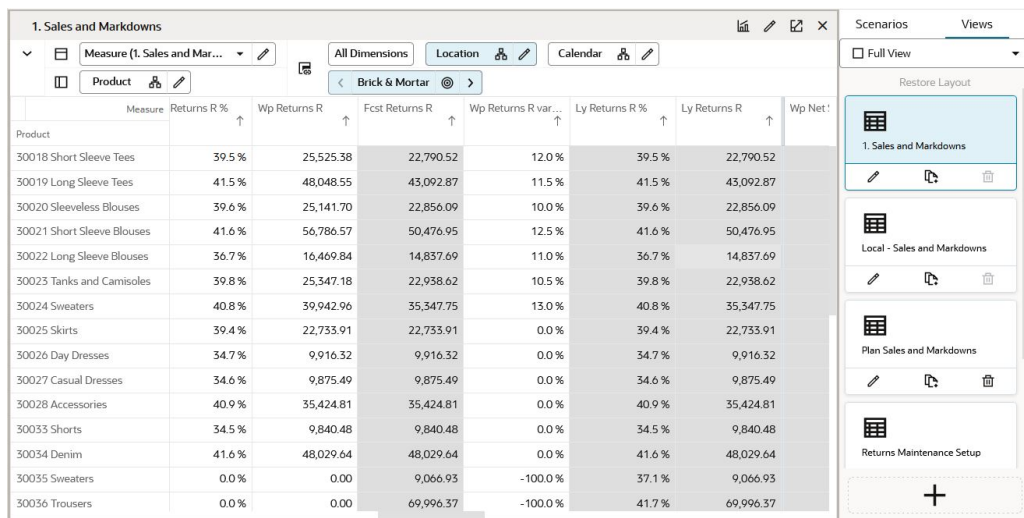 1. Sales and Markdowns
Scenarios Views
Measure (1. Sales and Mar... All Dimensions Location Calendar
Full View
Product Brick & Mortar
Restore Layout
Measure Returns R % Wp Returns R Fcst Returns R Wp Returns R var... Ly Returns R % Ly Returns R Wp Net
Product
30018 Short Sleeve Tees 39.5 % 25,525.38 22,790.52 12.0 % 39.5 % 22,790.52
30019 Long Sleeve Tees 41.5 % 48,048.55 43,092.87 11.5 % 41.5 % 43,092.87
30020 Sleeveless Blouses 39.6 % 25,141.70 22,856.09 10.0 % 39.6 % 22,856.09
30021 Short Sleeve Blouses 41.6 % 56,786.57 50,476.95 12.5 % 41.6 % 50,476.95
30022 Long Sleeve Blouses 36.7 % 16,469.84 14,837.69 11.0 % 36.7 % 14,837.69
30023 Tanks and Camisoles 39.8 % 25,347.18 22,938.62 10.5 % 39.8 % 22,938.62
30024 Sweaters 40.8 % 39,942.96 35,347.75 13.0 % 40.8 % 35,347.75
30025 Skirts 39.4 % 22,733.91 22,733.91 0.0 % 39.4 % 22,733.91
30026 Day Dresses 34.7 % 9,916.32 9,916.32 0.0 % 34.7 % 9,916.32
30027 Casual Dresses 34.6 % 9,875.49 9,875.49 0.0 % 34.6 % 9,875.49
30028 Accessories 40.9 % 35,424.81 35,424.81 0.0 % 40.9 % 35,424.81
30033 Shorts 34.5 % 9,840.48 9,840.48 0.0 % 34.5 % 9,840.48
30034 Denim 41.6 % 48,029.64 48,029.64 0.0 % 41.6 % 48,029.64
30035 Sweaters 0.0 % 0.00 9,066.93 -100.0 % 37.1 % 9,066.93
30036 Trousers 0.0 % 0.00 69,996.37 -100.0 % 41.7 % 69,996.37
1. Sales and Markdowns
Local - Sales and Markdowns
Plan Sales and Markdowns
Returns Maintenance Setup